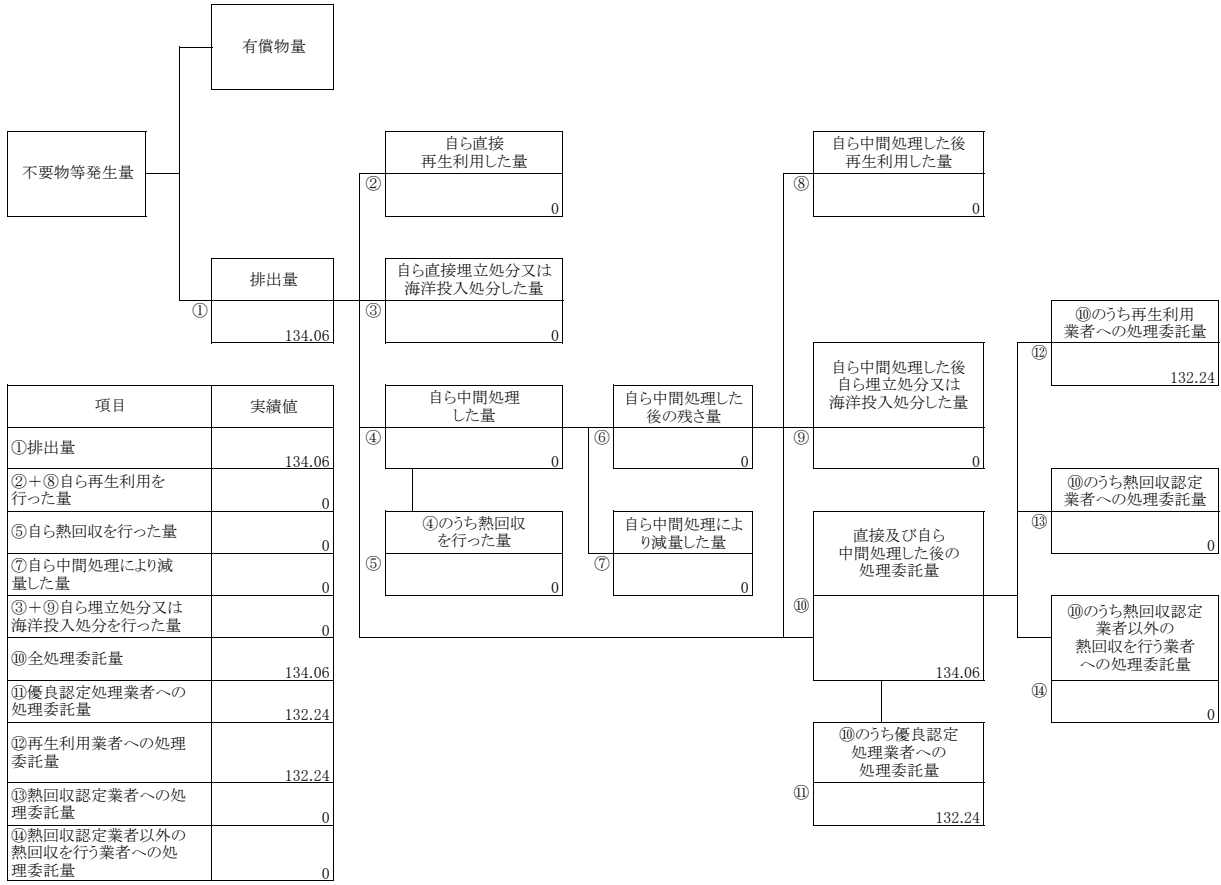 有償物量
不要物等発生量
排出量
①
134.06
自ら直接
再生利用した量
②
0
自ら直接埋立処分又は
海洋投入処分した量
③
0
自ら中間処理
した量
④
0
④のうち熱回収
を行った量
⑤
0
自ら中間処理した
後の残さ量
⑥
0
自ら中間処理によ
り減量した量
⑦
0
自ら中間処理した後
再生利用した量
⑧
0
自ら中間処理した後
自ら埋立処分又は
海洋投入処分した量
⑨
0
直接及び自ら
中間処理した後の
処理委託量
⑩
134.06
⑩のうち優良認定
処理業者への
処理委託量
⑪
132.24
⑩のうち再生利用
業者への処理委託量
⑫
132.24
⑩のうち熱回収認定
業者への処理委託量
⑬
0
⑩のうち熱回収認定
業者以外の
熱回収を行う業者
への処理委託量
⑭
0
項目 実績値
①排出量
134.06
②＋⑧自ら再生利用を
行った量
0
⑤自ら熱回収を行った量
0
⑦自ら中間処理により減
量した量
0
③＋⑨自ら埋立処分又は
海洋投入処分を行った量
0
⑩全処理委託量
134.06
⑪優良認定処理業者への
処理委託量
132.24
⑫再生利用業者への処理
委託量
132.24
⑬熱回収認定業者への処
理委託量
0
⑭熱回収認定業者以外の
熱回収を行う業者への処
理委託量
0